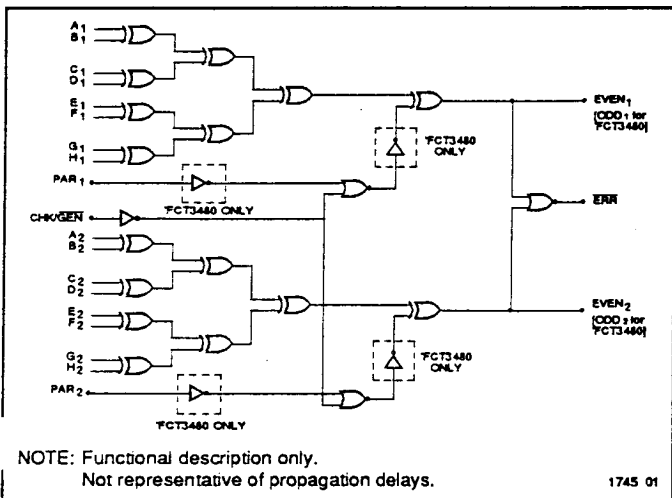 A1
B1
C1
D1
E1
F1
G1
H1
PAR1
'FCT3480 ONLY
CHK/GEN
'FCT3480
ONLY
EVEN1
[ODD1 for
'FCT3480]
ERR
A2
B2
C2
D2
E2
F2
G2
H2
PAR2
'FCT3480 ONLY
'FCT3480
ONLY
EVEN2
[ODD2 for
'FCT3480]
NOTE: Functional description only.
Not representative of propagation delays.
1745 01